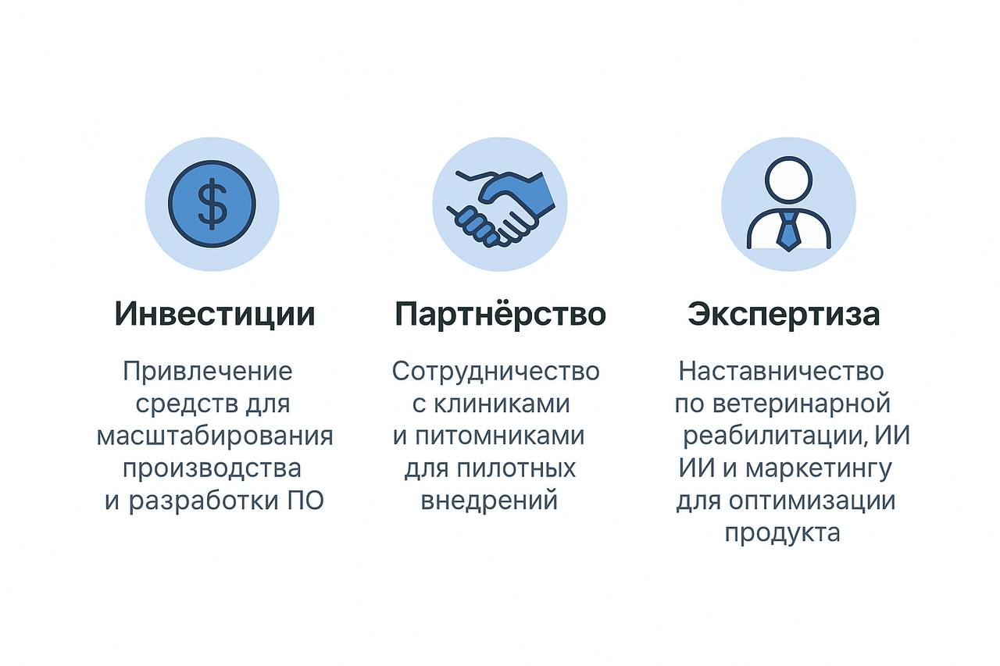 $
Инвестиции
Привлечение
средств для
масштабирования
производства
и разработки ПО
Партнёрство
Сотрудничество
с клиниками
и питомниками
для пилотных
внедрений
Экспертиза
Наставничество
по ветеринарной
реабилитации, ИИ
ИИ и маркетингу
для оптимизации
продукта